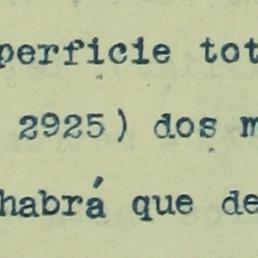 perficie tot
2925) dos m
habrá que de